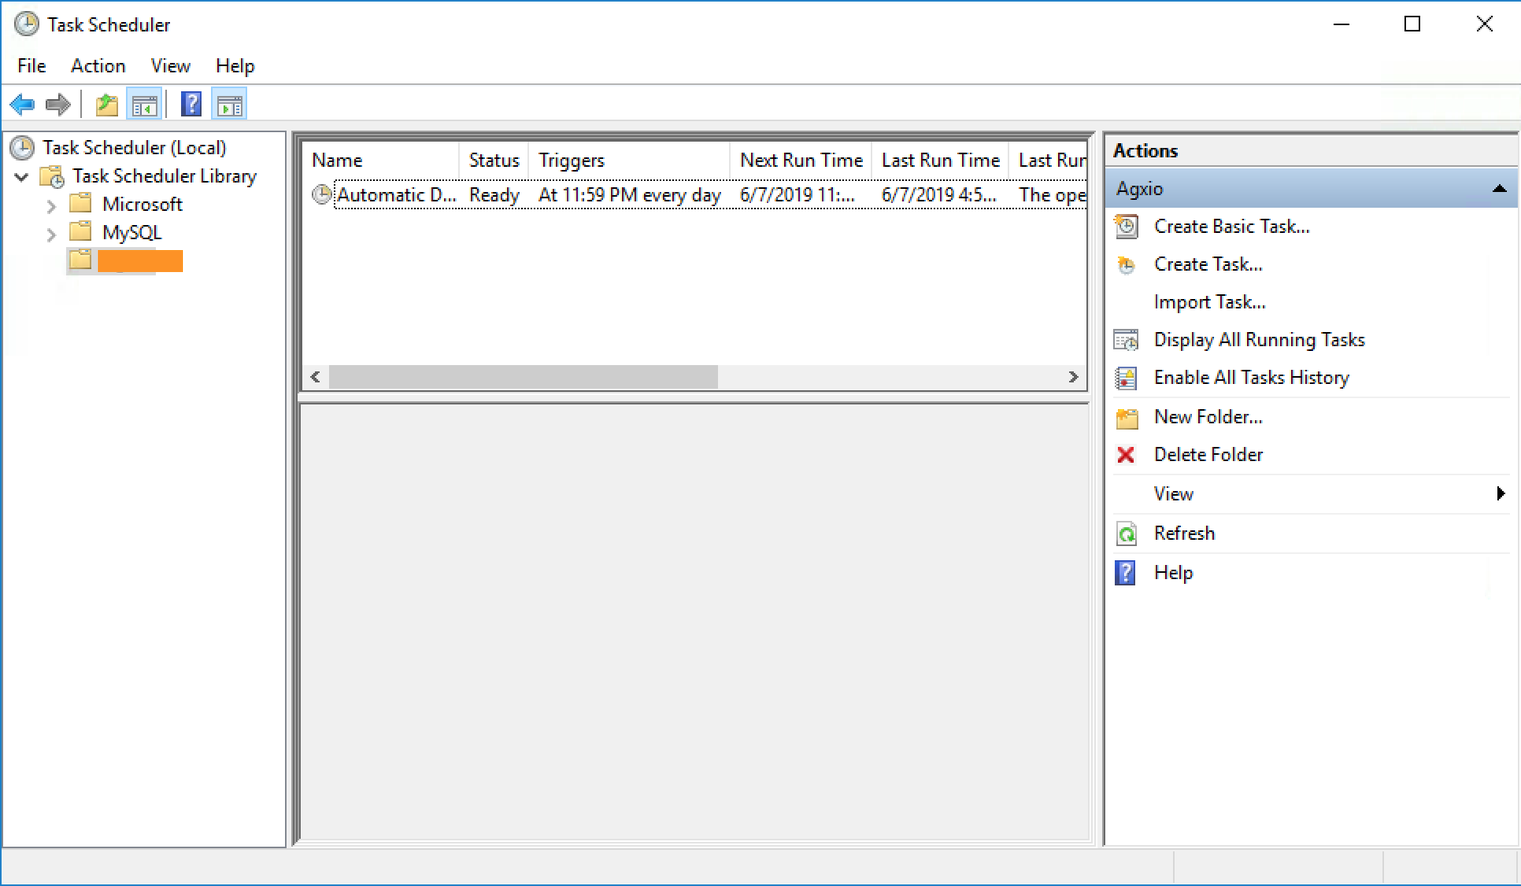 Task Scheduler
File Action View Help
Task Scheduler (Local)
Task Scheduler Library
Microsoft
MySQL
Name Status Triggers Next Run Time Last Run Time Last Run
Automatic D... Ready At 11:59 PM every day 6/7/2019 11:... 6/7/2019 4:5... The ope
Actions
Agxio
Create Basic Task...
Create Task...
Import Task...
Display All Running Tasks
Enable All Tasks History
New Folder...
Delete Folder
View
Refresh
Help